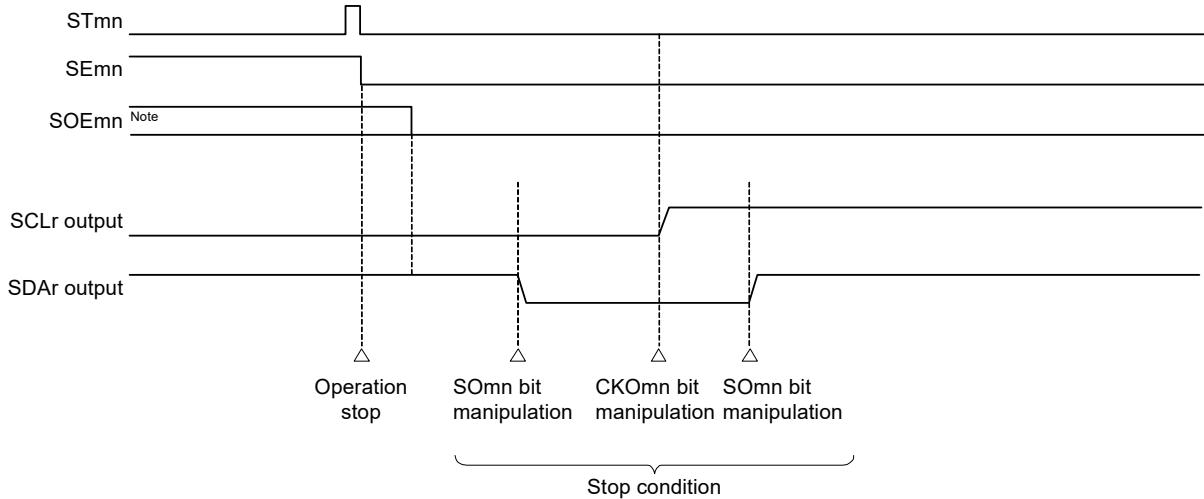 STmn
SEmn
SOEmn Note
SCLr output
SDAr output
Operation
stop
SOmn bit
manipulation
CKOmn bit
manipulation
SOmn bit
manipulation
Stop condition